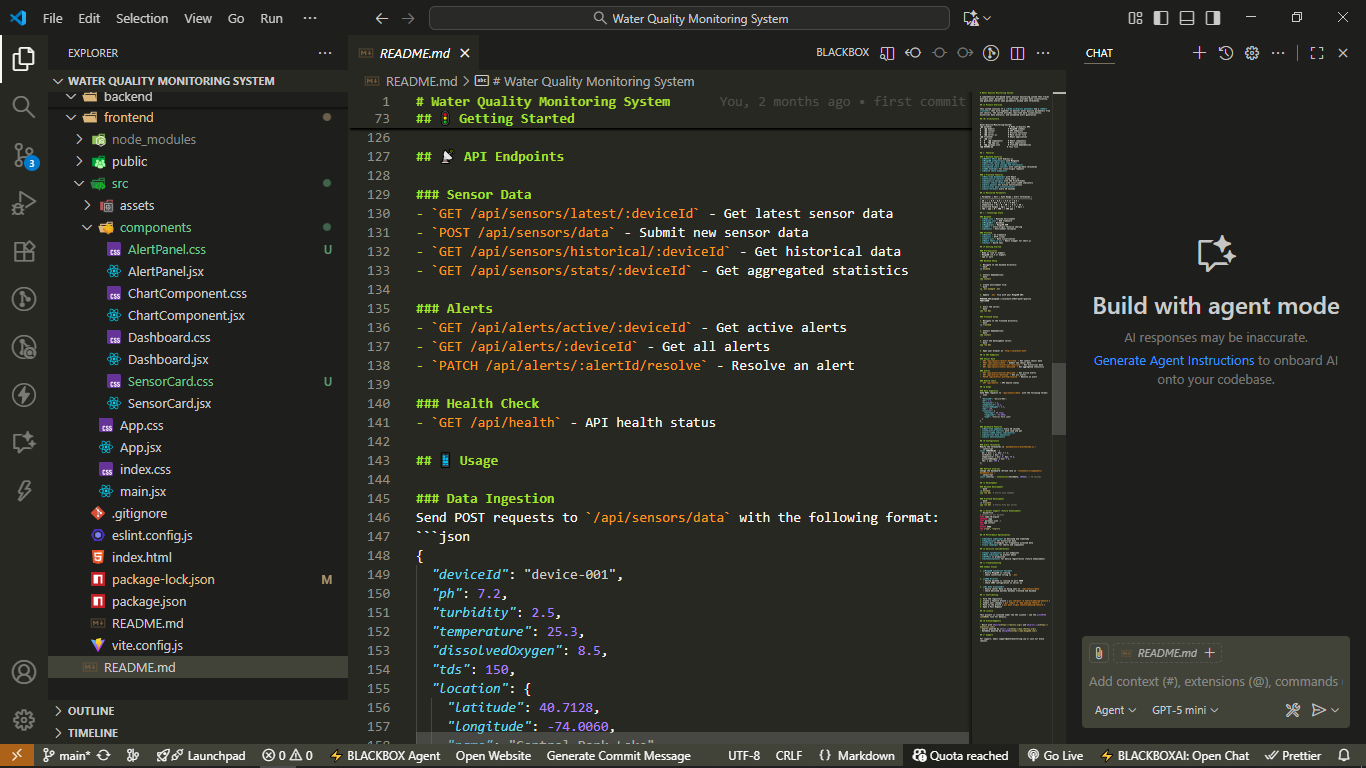 File Edit Selection View Go Run ···
Water Quality Monitoring System
EXPLORER
WATER QUALITY MONITORING SYSTEM
backend
frontend
node_modules
public
src
assets
components
AlertPanel.css U
AlertPanel.jsx
ChartComponent.css
ChartComponent.jsx
Dashboard.css
Dashboard.jsx
SensorCard.css U
SensorCard.jsx
App.css
App.jsx
index.css
main.jsx
.gitignore
eslint.config.js
index.html
package-lock.json M
package.json
README.md
vite.config.js
README.md
OUTLINE
TIMELINE
3
README.md
BLACKBOX
README.md > # Water Quality Monitoring System
1 # Water Quality Monitoring System You, 2 months ago • first commit
73 ## 🚦 Getting Started
126
127 ## 📡 API Endpoints
128
129 ### Sensor Data
130 - `GET /api/sensors/latest/:deviceId` - Get latest sensor data
131 - `POST /api/sensors/data` - Submit new sensor data
132 - `GET /api/sensors/historical/:deviceId` - Get historical data
133 - `GET /api/sensors/stats/:deviceId` - Get aggregated statistics
134
135 ### Alerts
136 - `GET /api/alerts/active/:deviceId` - Get active alerts
137 - `GET /api/alerts/:deviceId` - Get all alerts
138 - `PATCH /api/alerts/:alertId/resolve` - Resolve an alert
139
140 ### Health Check
141 - `GET /api/health` - API health status
142
143 ## 📱 Usage
144
145 ### Data Ingestion
146 Send POST requests to `/api/sensors/data` with the following format:
147 ```json
148 {
149 "deviceId": "device-001",
150 "ph": 7.2,
151 "turbidity": 2.5,
152 "temperature": 25.3,
153 "dissolvedOxygen": 8.5,
154 "tds": 150,
155 "location": {
156 "latitude": 40.7128,
157 "longitude": -74.0060,
CHAT
Build with agent mode
AI responses may be inaccurate.
Generate Agent Instructions to onboard AI
onto your codebase.
README.md +
Add context (#), extensions (@), commands
Agent GPT-5 mini
main* Launchpad 0 0 BLACKBOX Agent Open Website Generate Commit Message UTF-8 CRLF {} Markdown Quota reached Go Live BLACKBOXAI: Open Chat Prettier